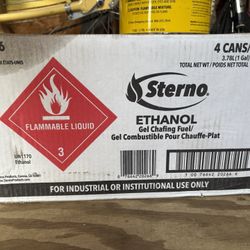 4 CANS/
3.78L (1 Gal)
TOTAL NET WT/ POIDS NET TOTAL
Sterno
ETHANOL
Gel Chafing Fuel/
Gel Combustible Pour Chauffe-Plat
FLAMMABLE LIQUID
3
UN1170
Ethanol
FOR INDUSTRIAL OR INSTITUTIONAL USE ONLY